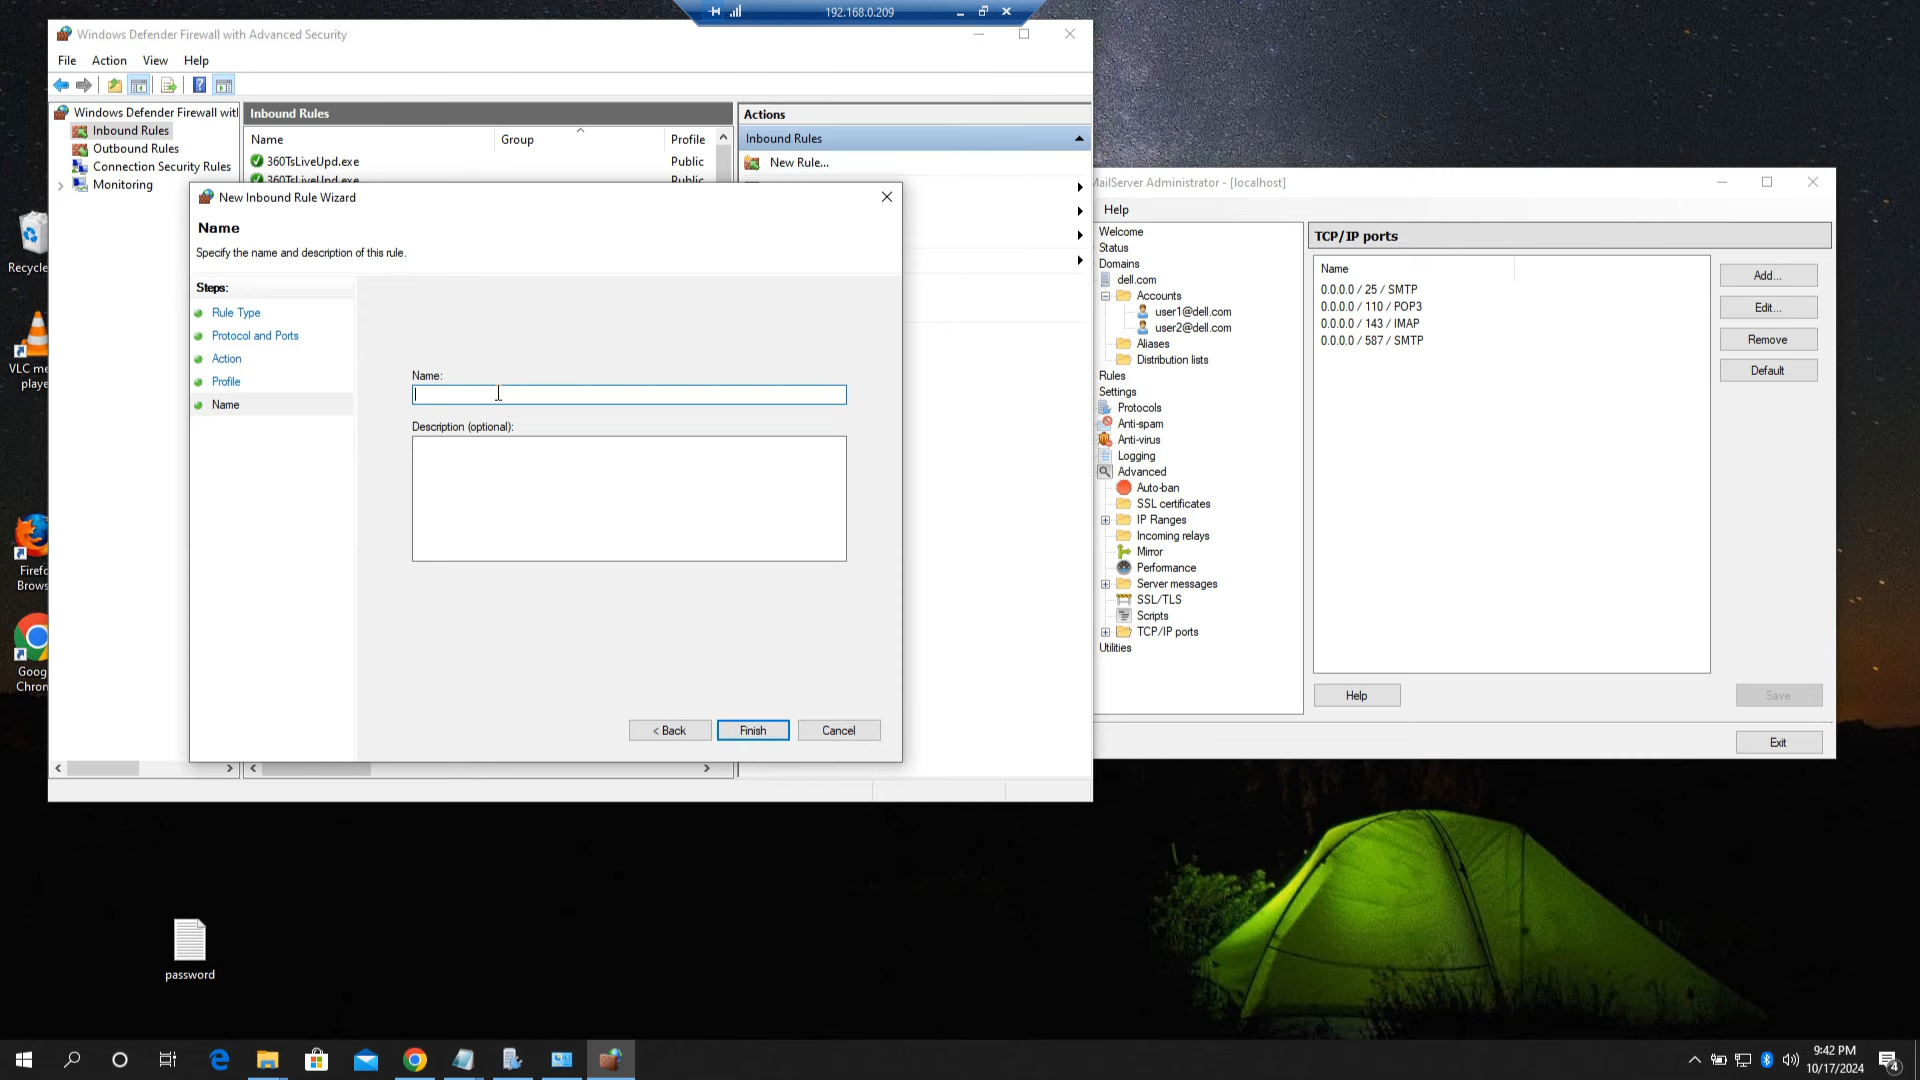 192.168.0.209
Windows Defender Firewall with Advanced Security
File Action View Help
Windows Defender Firewall wit
Inbound Rules
Outbound Rules
Connection Security Rules
Monitoring
Inbound Rules
Name Group Profile
360TsLiveUpd.exe Public
360TsLiveUpd.exe Public
Actions
Inbound Rules
New Rule...
New Inbound Rule Wizard
Name
Specify the name and description of this rule.
Steps:
Rule Type
Protocol and Ports
Action
Profile
Name
Name:
Description (optional):
< Back Finish Cancel
MailServer Administrator - [localhost]
Help
Welcome
Status
Domains
dell.com
Accounts
user1@dell.com
user2@dell.com
Aliases
Distribution lists
Rules
Settings
Protocols
Anti-spam
Anti-virus
Logging
Advanced
Auto-ban
SSL certificates
IP Ranges
Incoming relays
Mirror
Performance
Server messages
SSL/TLS
Scripts
TCP/IP ports
Utilities
TCP/IP ports
Name
0.0.0.0 / 25 / SMTP
0.0.0.0 / 110 / POP3
0.0.0.0 / 143 / IMAP
0.0.0.0 / 587 / SMTP
Add...
Edit...
Remove
Default
Help Save
Exit
Recycle
VLC me
playe
Firefo
Brows
Goog
Chron
password
9:42 PM
10/17/2024
4